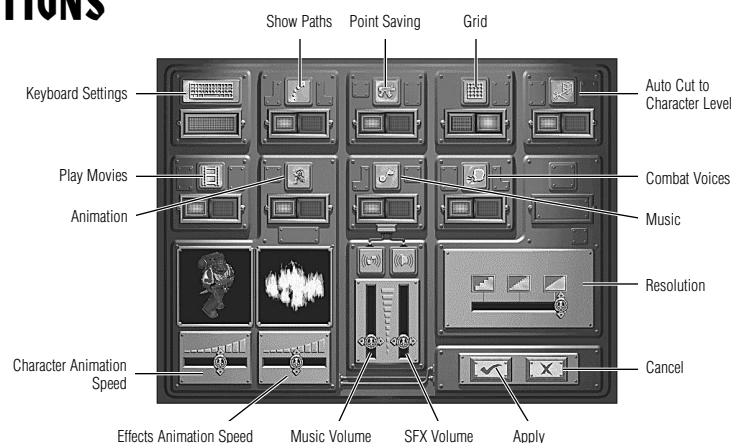 Show Paths
Point Saving
Grid
Keyboard Settings
Auto Cut to
Character Level
Play Movies
Combat Voices
Animation
Music
Resolution
Character Animation
Speed
Cancel
Effects Animation Speed
Music Volume
SFX Volume
Apply